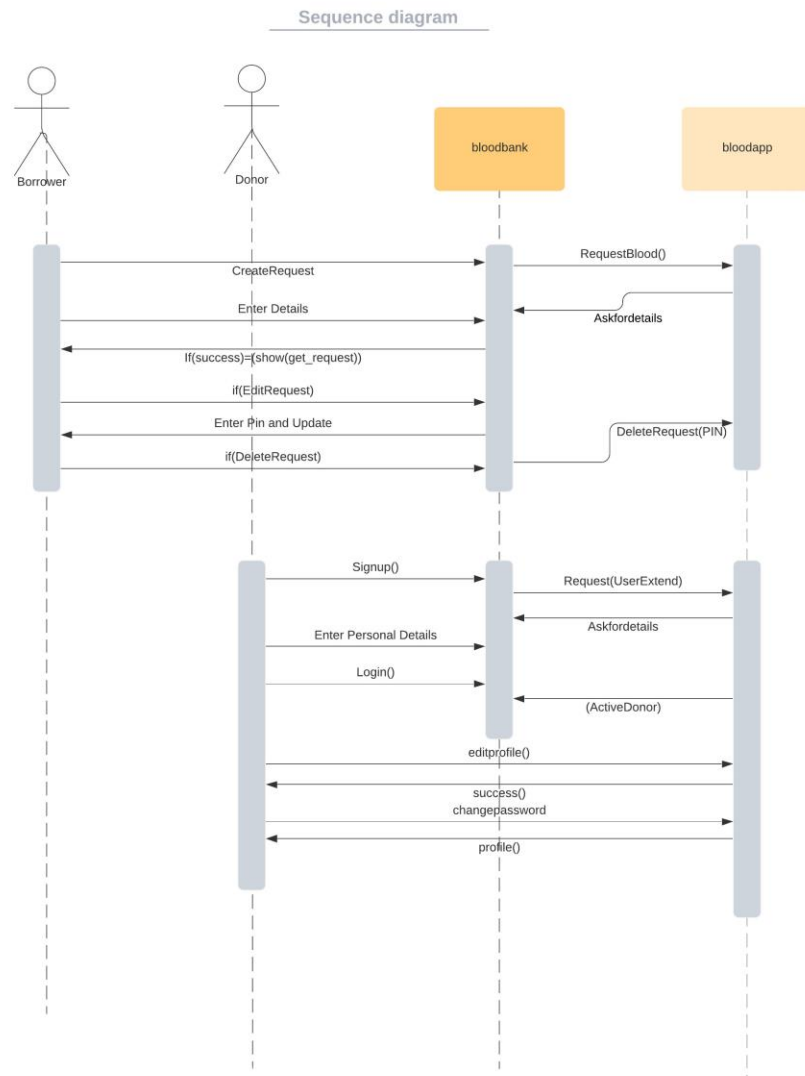 Sequence diagram
Borrower
Donor
bloodbank
bloodapp
CreateRequest
RequestBlood()
Enter Details
Askfordetails
If(success)=(show(get_request))
if(EditRequest)
Enter Pin and Update
DeleteRequest(PIN)
if(DeleteRequest)
Signup()
Request(UserExtend)
Askfordetails
Enter Personal Details
Login()
(ActiveDonor)
editprofile()
success()
changepassword
profile()